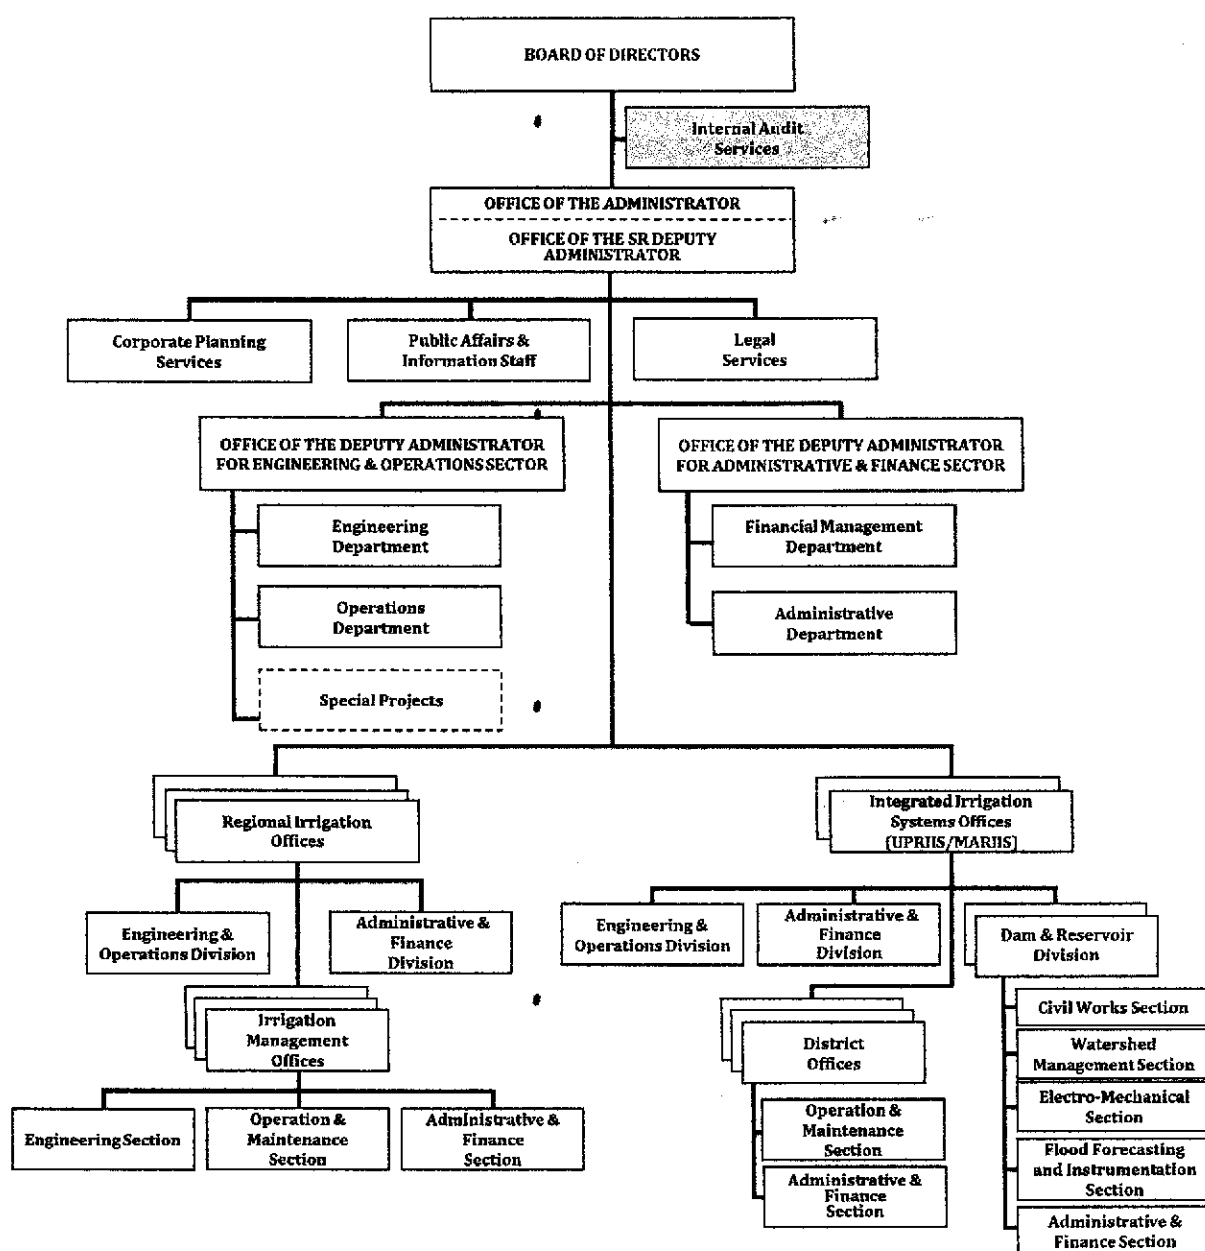 BOARD OF DIRECTORS
Internal Audit
Services
OFFICE OF THE ADMINISTRATOR
OFFICE OF THE SR DEPUTY
ADMINISTRATOR
Corporate Planning
Services
Public Affairs &
Information Staff
Legal
Services
OFFICE OF THE DEPUTY ADMINISTRATOR
FOR ENGINEERING & OPERATIONS SECTOR
OFFICE OF THE DEPUTY ADMINISTRATOR
FOR ADMINISTRATIVE & FINANCE SECTOR
Engineering
Department
Financial Management
Department
Operations
Department
Administrative
Department
Special Projects
Regional Irrigation
Offices
Integrated Irrigation
Systems Offices
(UPRIIS/MARIIS)
Engineering &
Operations Division
Administrative &
Finance
Division
Engineering &
Operations Division
Administrative &
Finance
Division
Dam & Reservoir
Division
Irrigation
Management
Offices
District
Offices
Civil Works Section
Watershed
Management Section
Electro-Mechanical
Section
Flood Forecasting
and Instrumentation
Section
Administrative &
Finance Section
Engineering Section
Operation &
Maintenance
Section
Administrative &
Finance
Section
Operation &
Maintenance
Section
Administrative &
Finance
Section